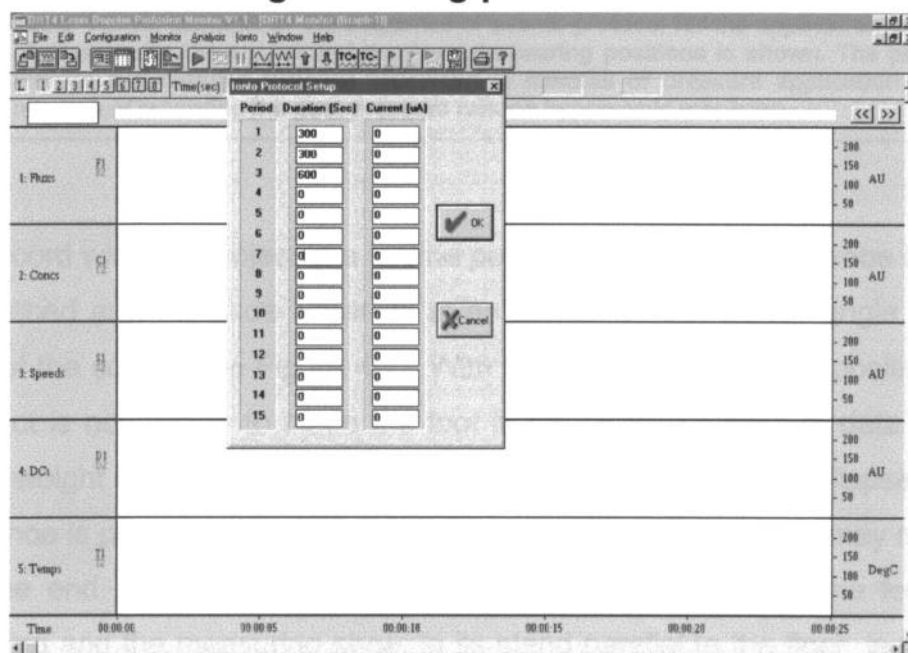 DRT4 Laser Doppler Perfusion Monitor V1.1 - [DRT4 Monitor (Graph-1)]
File Edit Configuration Monitor Analysis Ionto Window Help
TC+ TC-
L 1 2 3 4 5 6 7 8 Time(sec)
Ionto Protocol Setup
<< >>
Period Duration (Sec) Current (uA)
1 300 0
2 300 0
3 600 0
4 0 0
5 0 0
6 0 0
7 0 0
8 0 0
9 0 0
10 0 0
11 0 0
12 0 0
13 0 0
14 0 0
15 0 0
OK
Cancel
1: Fluxs F1
200
150
100 AU
50
2: Concs C1
200
150
100 AU
50
3: Speeds S1
200
150
100 AU
50
4: DCs D1
200
150
100 AU
50
5: Temps T1
200
150
100 DegC
50
Time 00:00:00 00:00:05 00:00:10 00:00:15 00:00:20 00:00:25